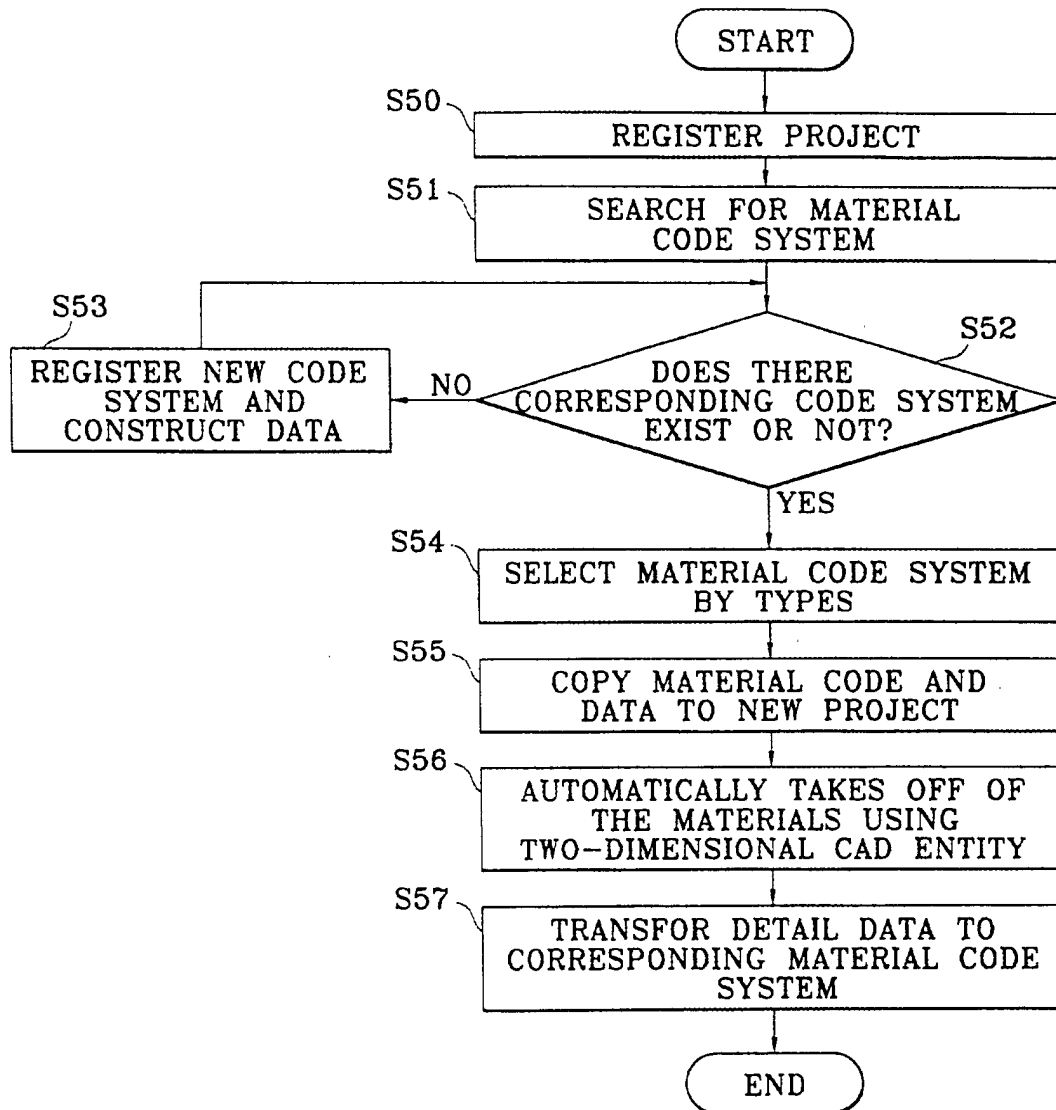 START
S50
REGISTER PROJECT
S51
SEARCH FOR MATERIAL
CODE SYSTEM
S53
REGISTER NEW CODE
SYSTEM AND
CONSTRUCT DATA
NO
S52
DOES THERE
CORRESPONDING CODE SYSTEM
EXIST OR NOT?
YES
S54
SELECT MATERIAL CODE SYSTEM
BY TYPES
S55
COPY MATERIAL CODE AND
DATA TO NEW PROJECT
S56
AUTOMATICALLY TAKES OFF OF
THE MATERIALS USING
TWO-DIMENSIONAL CAD ENTITY
S57
TRANSFOR DETAIL DATA TO
CORRESPONDING MATERIAL CODE
SYSTEM
END